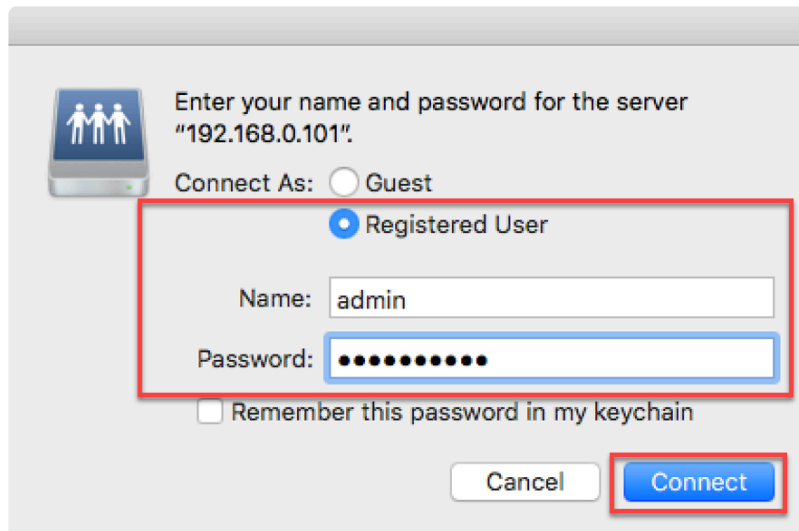 Enter your name and password for the server
“192.168.0.101”.
Connect As: Guest
Registered User
Name: admin
Password: ●●●●●●●●●●
Remember this password in my keychain
Cancel Connect